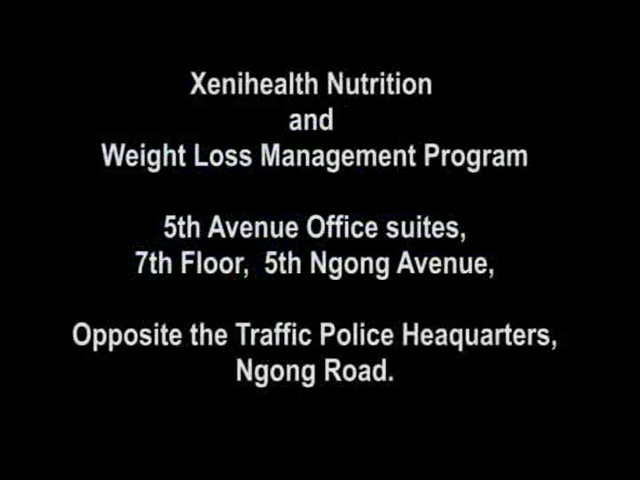 Xenihealth Nutrition
and
Weight Loss Management Program
5th Avenue Office suites,
7th Floor, 5th Ngong Avenue,
Opposite the Traffic Police Heaquarters,
Ngong Road.